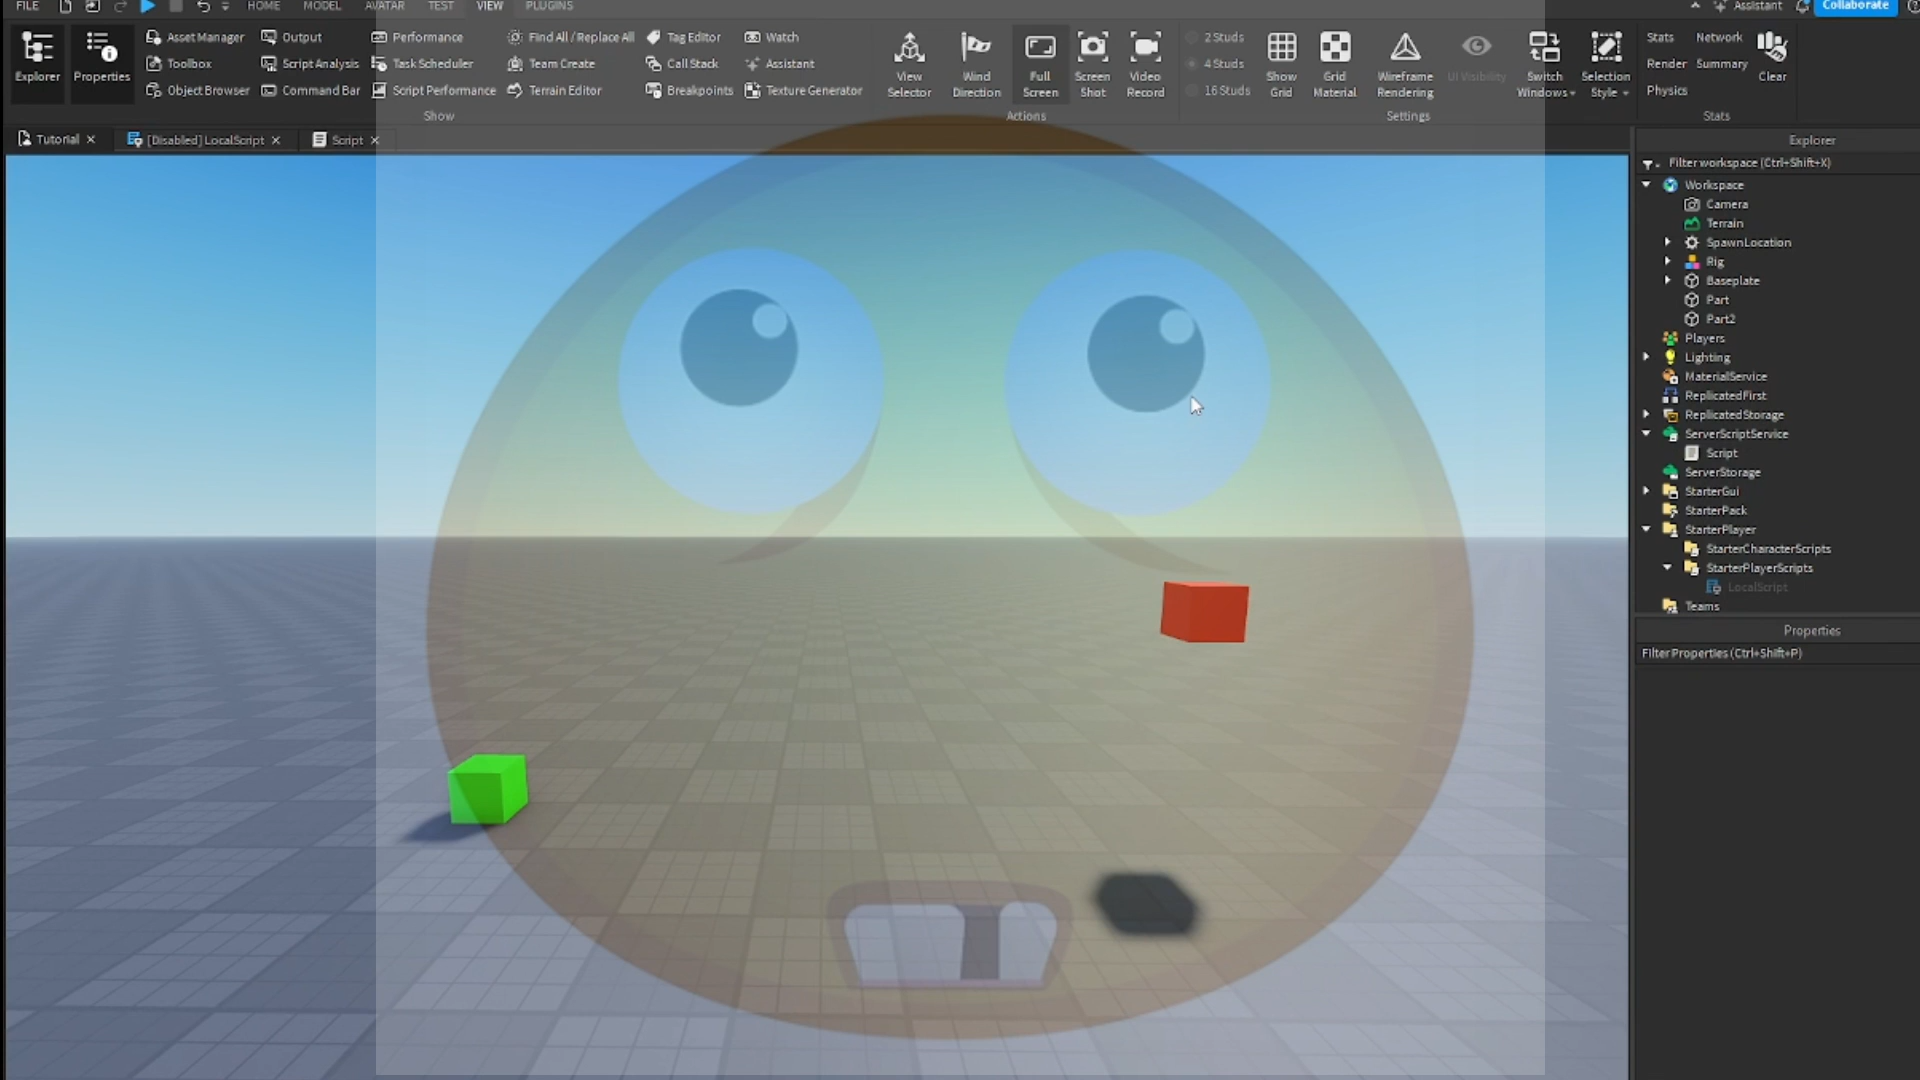 FILE HOME MODEL AVATAR TEST VIEW PLUGINS Assistant Collaborate
Explorer
Properties
Asset Manager
Toolbox
Object Browser
Output
Script Analysis
Command Bar
Performance
Task Scheduler
Script Performance
Find All / Replace All
Team Create
Terrain Editor
Tag Editor
Call Stack
Breakpoints
Watch
Assistant
Texture Generator
Show
View
Selector
Wind
Direction
Full
Screen
Screen
Shot
Video
Record
Actions
2 Studs
4 Studs
16 Studs
Show
Grid
Grid
Material
Wireframe
Rendering
UI Visibility
Switch
Windows
Selection
Style
Settings
Stats
Network
Render
Summary
Physics
Clear
Stats
Tutorial
[Disabled] LocalScript
Script
Explorer
Filter workspace (Ctrl+Shift+X)
Workspace
Camera
Terrain
SpawnLocation
Rig
Baseplate
Part
Part2
Players
Lighting
MaterialService
ReplicatedFirst
ReplicatedStorage
ServerScriptService
Script
ServerStorage
StarterGui
StarterPack
StarterPlayer
StarterCharacterScripts
StarterPlayerScripts
LocalScript
Teams
Properties
Filter Properties (Ctrl+Shift+P)